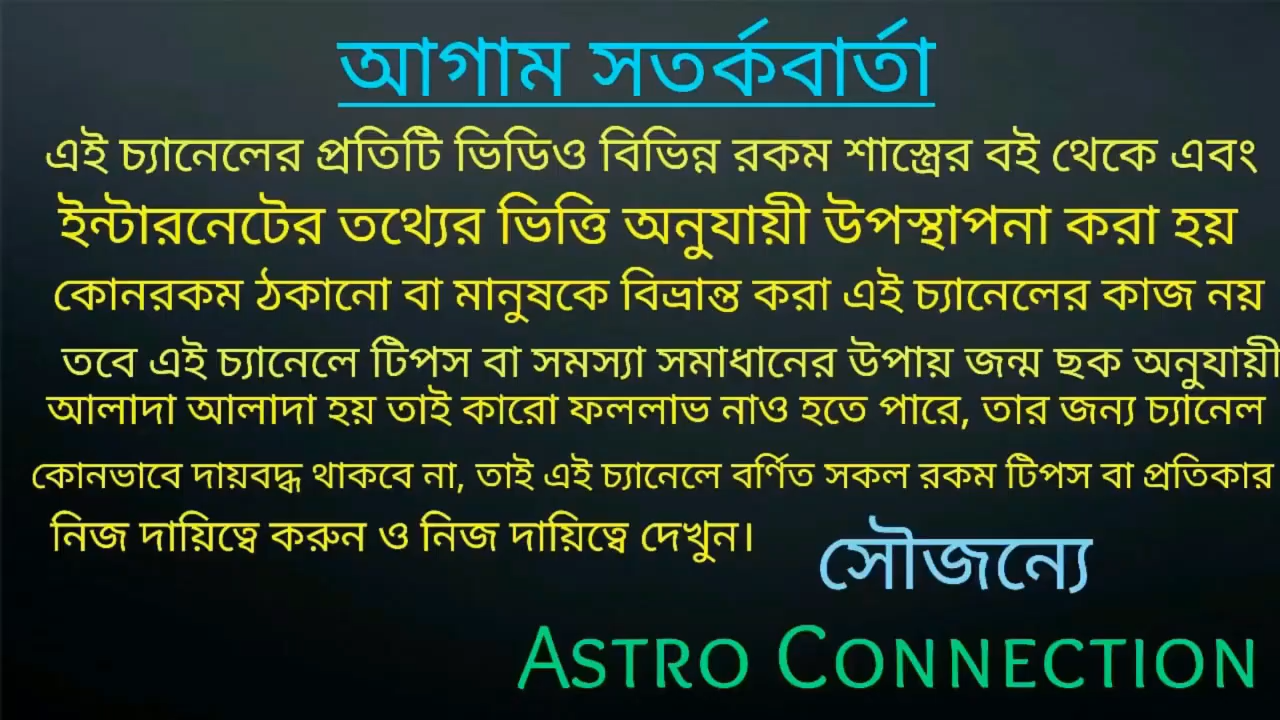 আগাম সতর্কবার্তা
এই চ্যানেলের প্রতিটি ভিডিও বিভিন্ন রকম শাস্ত্রের বই থেকে এবং
ইন্টারনেটের তথ্যের ভিত্তি অনুযায়ী উপস্থাপনা করা হয়
কোনরকম ঠকানো বা মানুষকে বিভ্রান্ত করা এই চ্যানেলের কাজ নয়
তবে এই চ্যানেলে টিপস বা সমস্যা সমাধানের উপায় জন্ম ছক অনুযায়ী
আলাদা আলাদা হয় তাই কারো ফললাভ নাও হতে পারে, তার জন্য চ্যানেল
কোনভাবে দায়বদ্ধ থাকবে না, তাই এই চ্যানেলে বর্ণিত সকল রকম টিপস বা প্রতিকার
নিজ দায়িত্বে করুন ও নিজ দায়িত্বে দেখুন।
সৌজন্যে
ASTRO CONNECTION